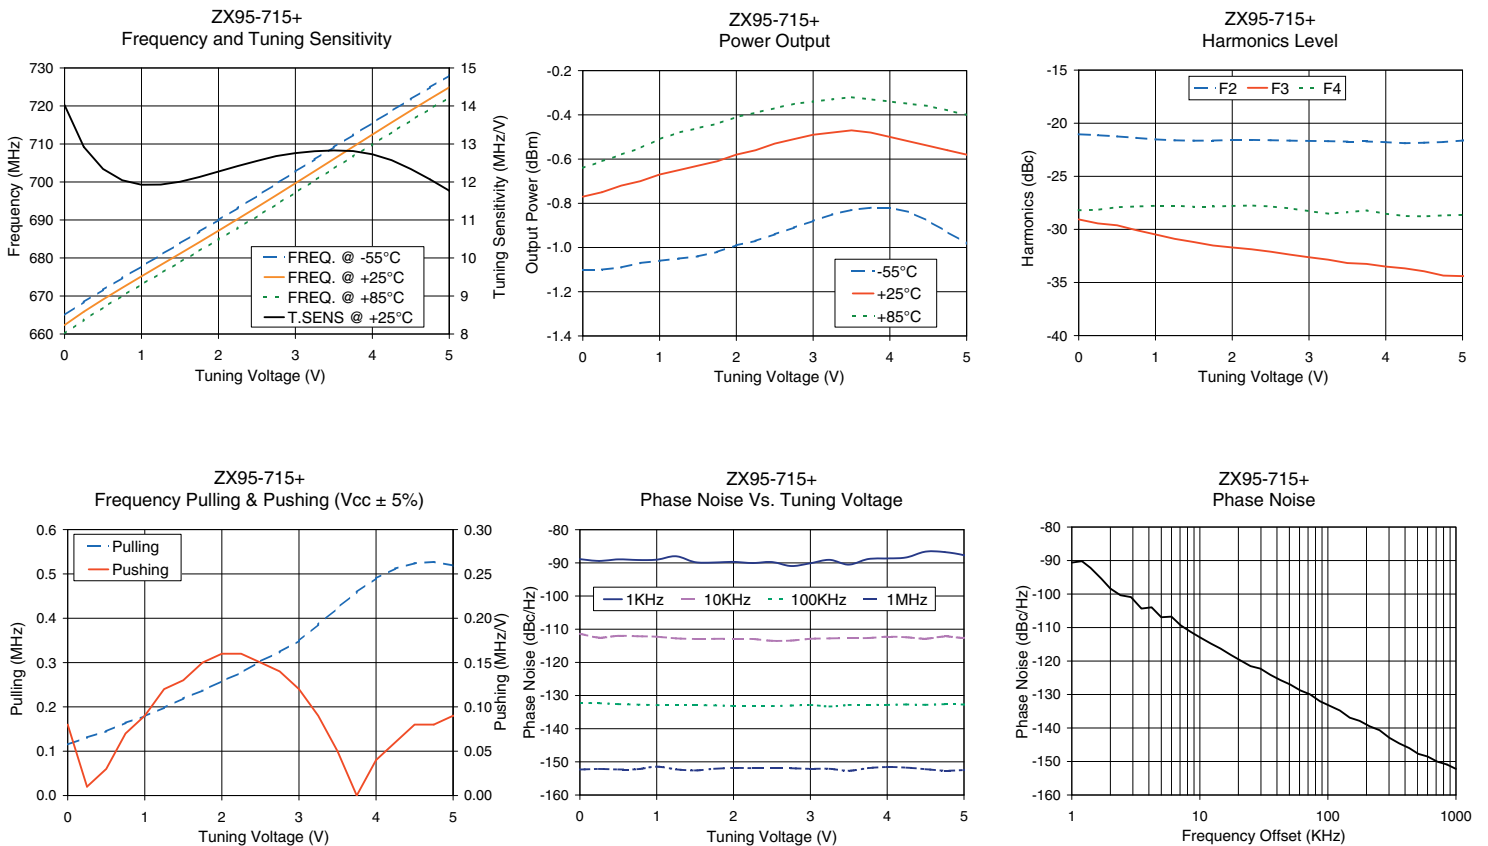 ZX95-715+
Frequency and Tuning Sensitivity
730
720
710
700
690
680
670
660
15
14
13
12
11
10
9
8
Frequency (MHz)
Tuning Sensitivity (MHz/V)
FREQ. @ -55°C
FREQ. @ +25°C
FREQ. @ +85°C
T.SENS @ +25°C
0 1 2 3 4 5
Tuning Voltage (V)
ZX95-715+
Power Output
-0.2
-0.4
-0.6
-0.8
-1.0
-1.2
-1.4
Output Power (dBm)
-55°C
+25°C
+85°C
0 1 2 3 4 5
Tuning Voltage (V)
ZX95-715+
Harmonics Level
-15
-20
-25
-30
-35
-40
Harmonics (dBc)
F2 F3 F4
0 1 2 3 4 5
Tuning Voltage (V)
ZX95-715+
Frequency Pulling & Pushing (Vcc ± 5%)
0.6
0.5
0.4
0.3
0.2
0.1
0.0
0.30
0.25
0.20
0.15
0.10
0.05
0.00
Pulling (MHz)
Pushing (MHz/V)
Pulling
Pushing
0 1 2 3 4 5
Tuning Voltage (V)
ZX95-715+
Phase Noise Vs. Tuning Voltage
-80
-90
-100
-110
-120
-130
-140
-150
-160
Phase Noise (dBc/Hz)
1KHz 10KHz 100KHz 1MHz
0 1 2 3 4 5
Tuning Voltage (V)
ZX95-715+
Phase Noise
-80
-90
-100
-110
-120
-130
-140
-150
-160
Phase Noise (dBc/Hz)
1 10 100 1000
Frequency Offset (KHz)